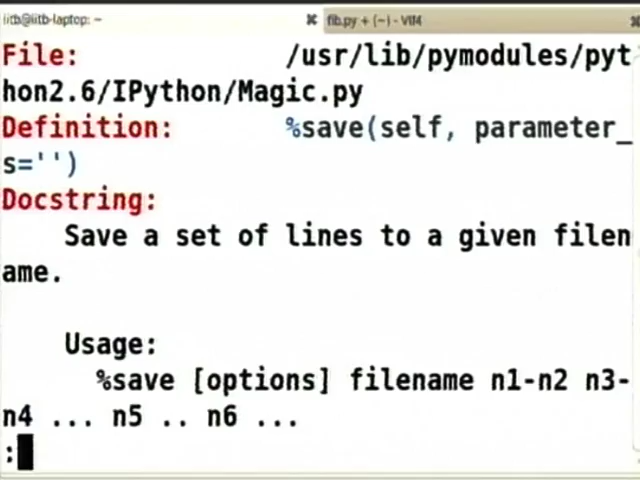 iitb@iitb-laptop: ~ ✖ fib.py + (~) - VIM4 ✖
File: /usr/lib/pymodules/pyt
hon2.6/IPython/Magic.py
Definition: %save(self, parameter_
s='')
Docstring:
Save a set of lines to a given filen
ame.
Usage:
%save [options] filename n1-n2 n3-
n4 ... n5 .. n6 ...
: